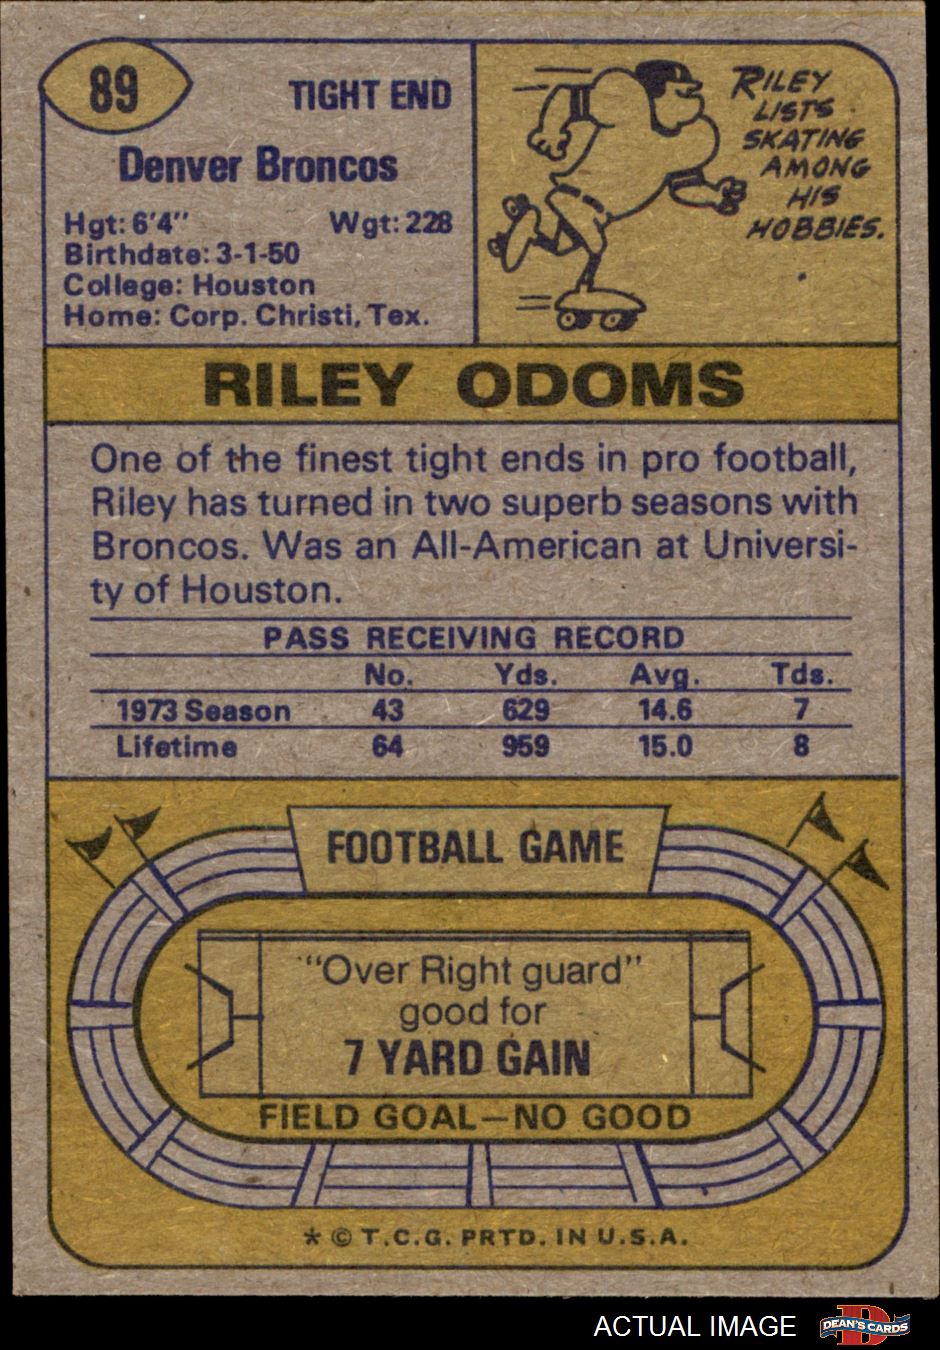 89
TIGHT END
Denver Broncos
Hgt: 6'4" Wgt: 228
Birthdate: 3-1-50
College: Houston
Home: Corp. Christi, Tex.
RILEY
LISTS
SKATING
AMONG
HIS
HOBBIES.
RILEY ODOMS
One of the finest tight ends in pro football,
Riley has turned in two superb seasons with
Broncos. Was an All-American at Universi-
ty of Houston.
PASS RECEIVING RECORD
No. Yds. Avg. Tds.
1973 Season 43 629 14.6 7
Lifetime 64 959 15.0 8
FOOTBALL GAME
"Over Right guard"
good for
7 YARD GAIN
FIELD GOAL—NO GOOD
* © T.C.G. PRTD. IN U.S.A.
ACTUAL IMAGE
D
DEAN'S CARDS